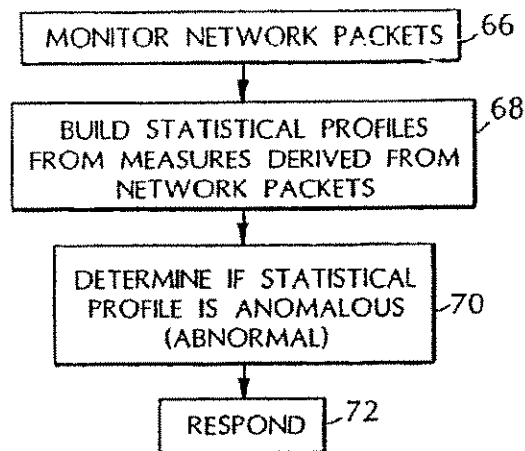 MONITOR NETWORK PACKETS 66
BUILD STATISTICAL PROFILES
FROM MEASURES DERIVED FROM
NETWORK PACKETS
68
DETERMINE IF STATISTICAL
PROFILE IS ANOMALOUS
(ABNORMAL)
70
RESPOND 72